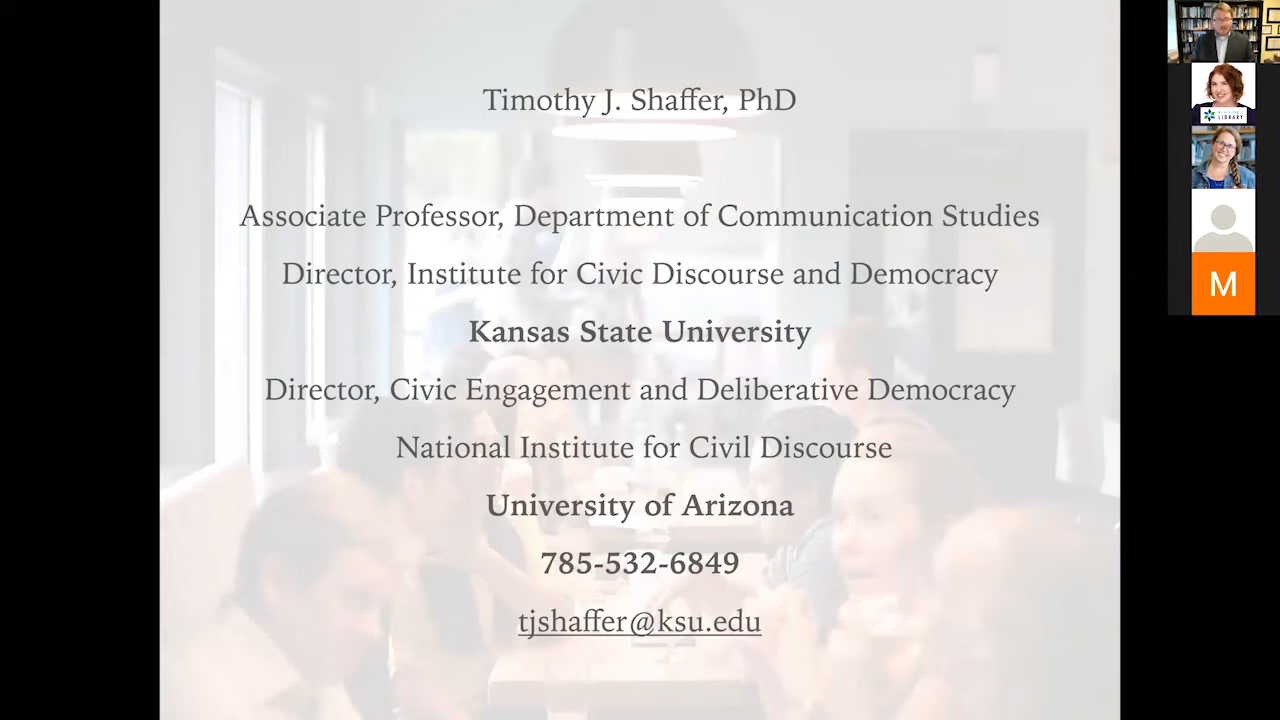 Timothy J. Shaffer, PhD
Associate Professor, Department of Communication Studies
Director, Institute for Civic Discourse and Democracy
Kansas State University
Director, Civic Engagement and Deliberative Democracy
National Institute for Civil Discourse
University of Arizona
785-532-6849
tjshaffer@ksu.edu
LIBRARY
M